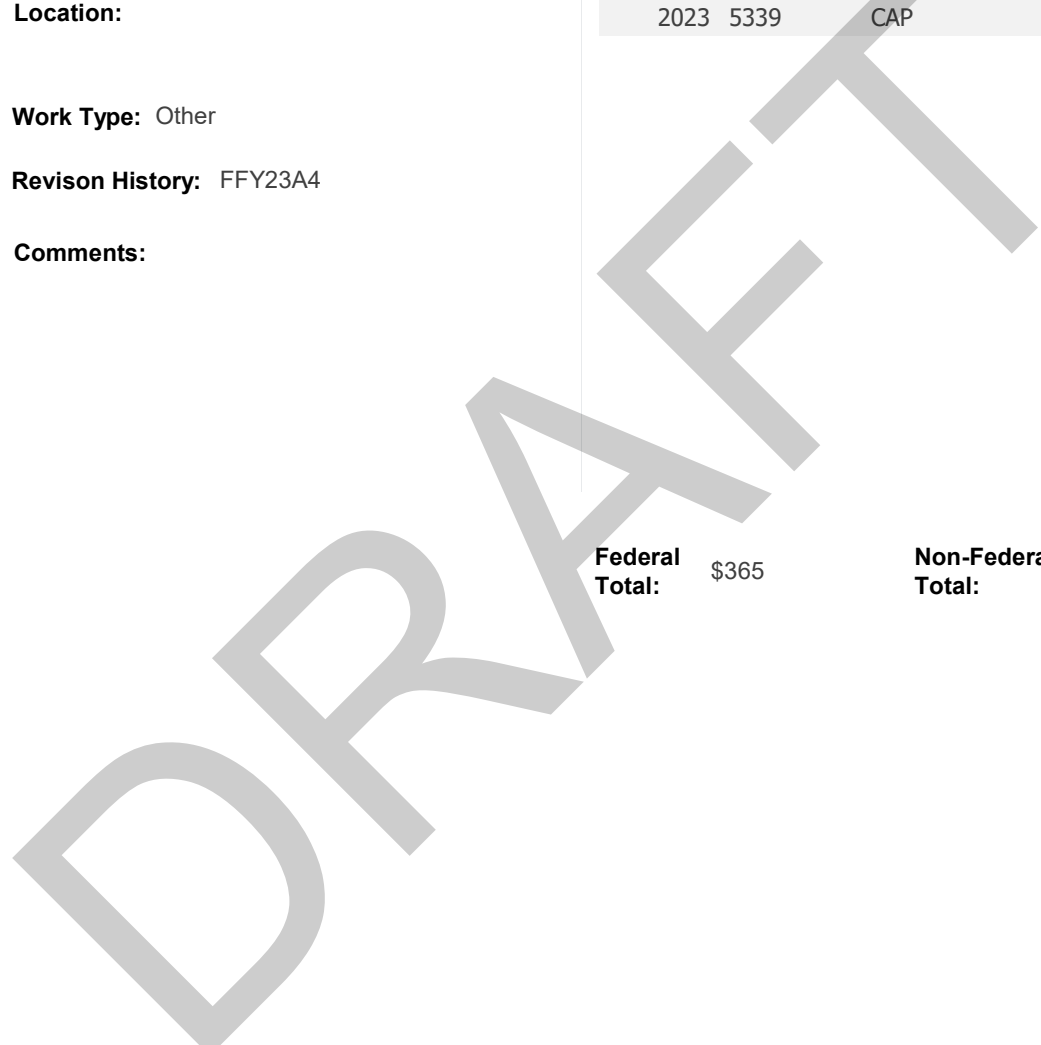 Location:
2023 5339 CAP
Work Type: Other
Revison History: FFY23A4
Comments:
Federal Total: $365
Non-Federa
Total:
DRAFT